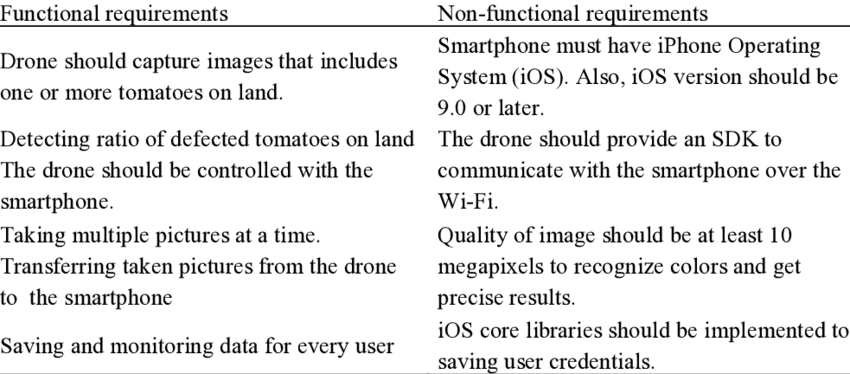 Functional requirements
Non-functional requirements
Drone should capture images that includes
one or more tomatoes on land.
Smartphone must have iPhone Operating
System (iOS). Also, iOS version should be
9.0 or later.
Detecting ratio of defected tomatoes on land
The drone should be controlled with the
smartphone.
The drone should provide an SDK to
communicate with the smartphone over the
Wi-Fi.
Taking multiple pictures at a time.
Transferring taken pictures from the drone
to the smartphone
Quality of image should be at least 10
megapixels to recognize colors and get
precise results.
Saving and monitoring data for every user
iOS core libraries should be implemented to
saving user credentials.